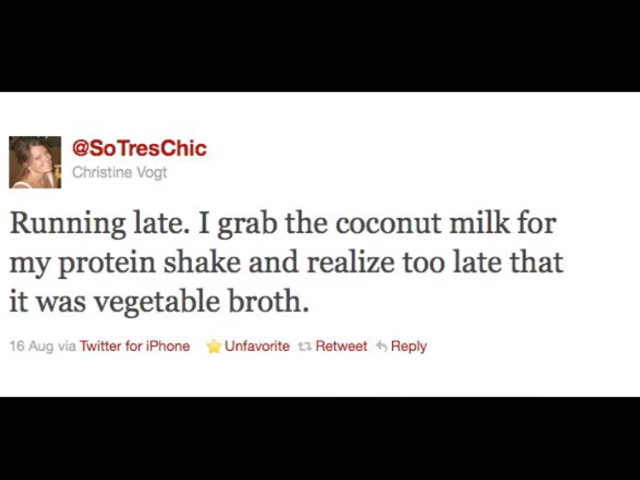 @SoTresChic
Christine Vogt
Running late. I grab the coconut milk for
my protein shake and realize too late that
it was vegetable broth.
16 Aug via Twitter for iPhone Unfavorite Retweet Reply